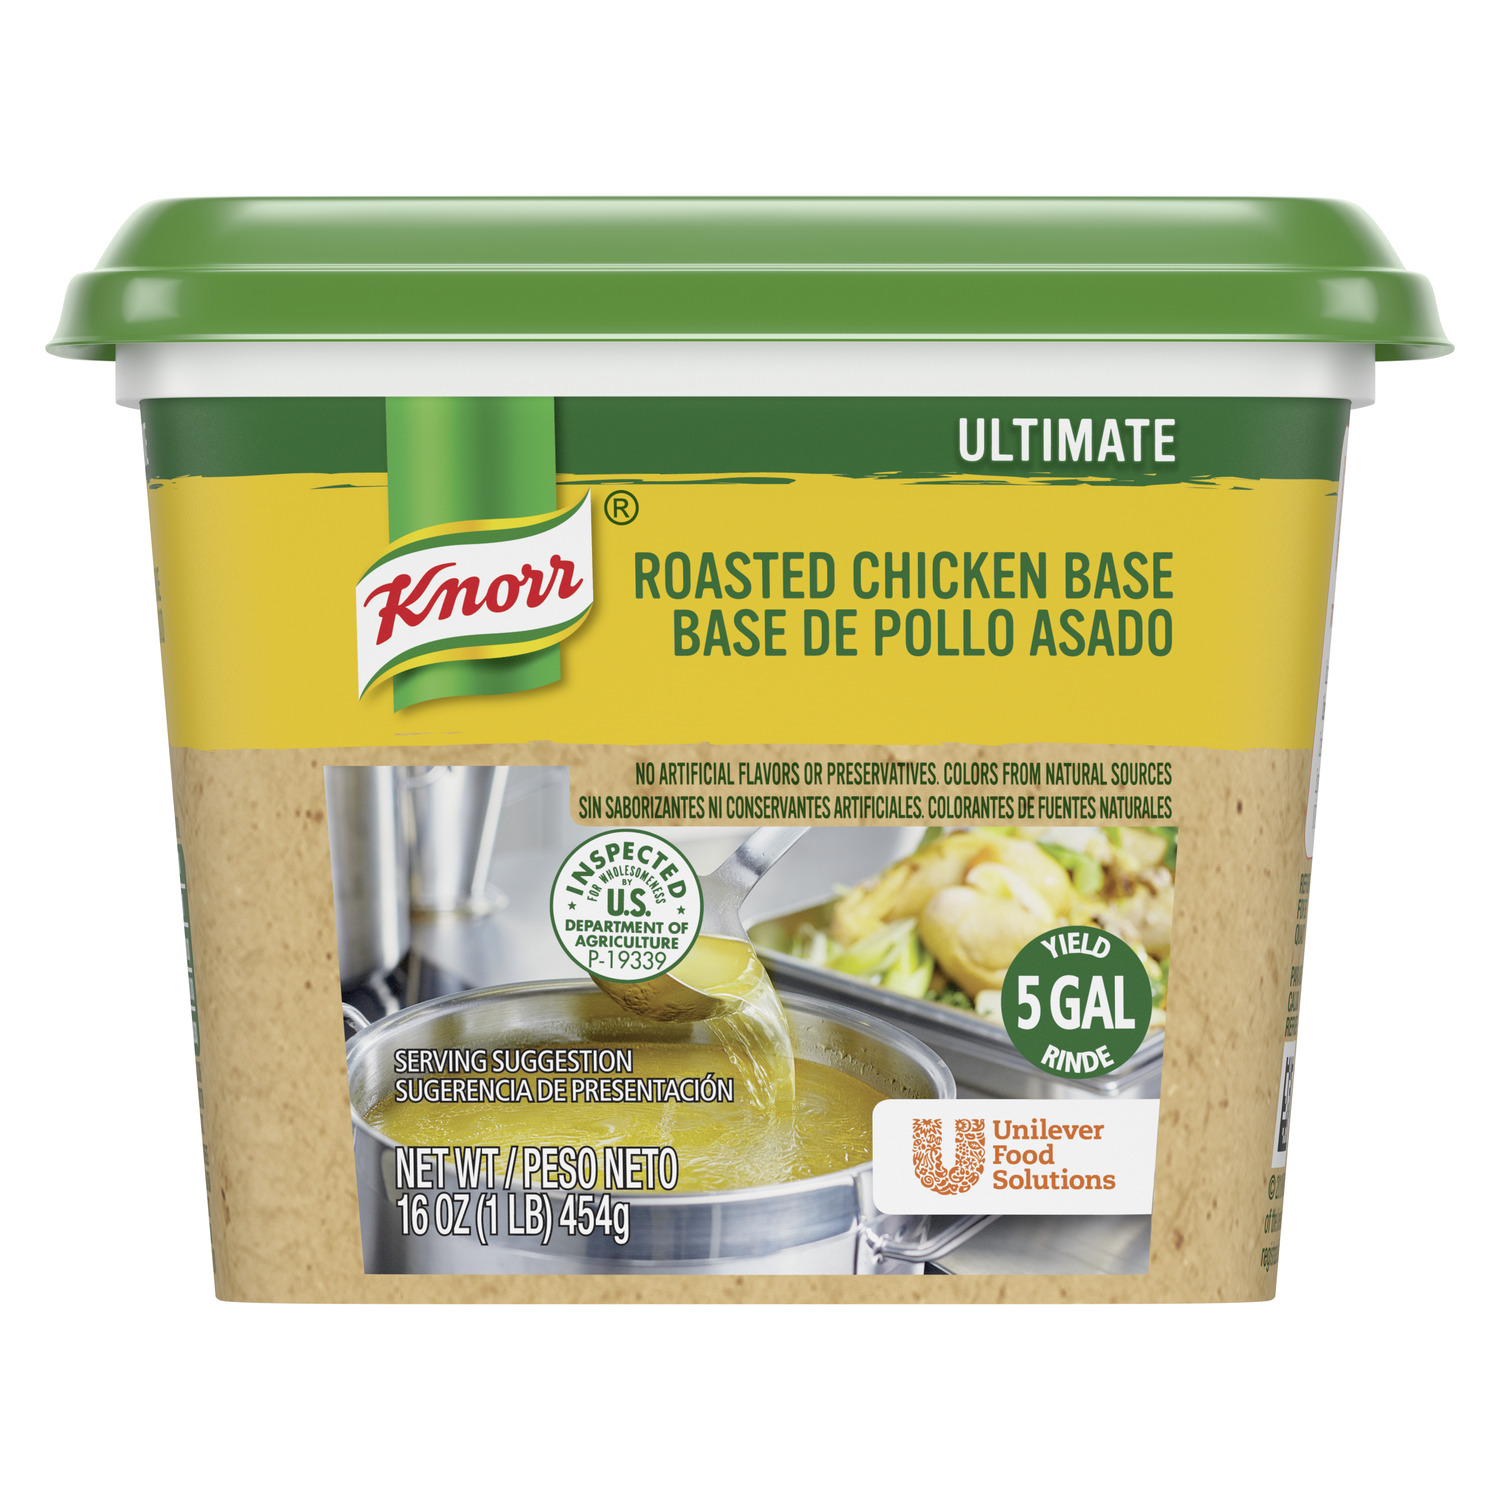 ULTIMATE
Knorr®
ROASTED CHICKEN BASE
BASE DE POLLO ASADO
NO ARTIFICIAL FLAVORS OR PRESERVATIVES. COLORS FROM NATURAL SOURCES
SIN SABORIZANTES NI CONSERVANTES ARTIFICIALES. COLORANTES DE FUENTES NATURALES
INSPECTED
FOR WHOLESOMENESS
BY
U.S.
DEPARTMENT OF
AGRICULTURE
P-19339
YIELD
5 GAL
RINDE
SERVING SUGGESTION
SUGERENCIA DE PRESENTACIÓN
NET WT / PESO NETO
16 OZ (1 LB) 454g
Unilever
Food
Solutions